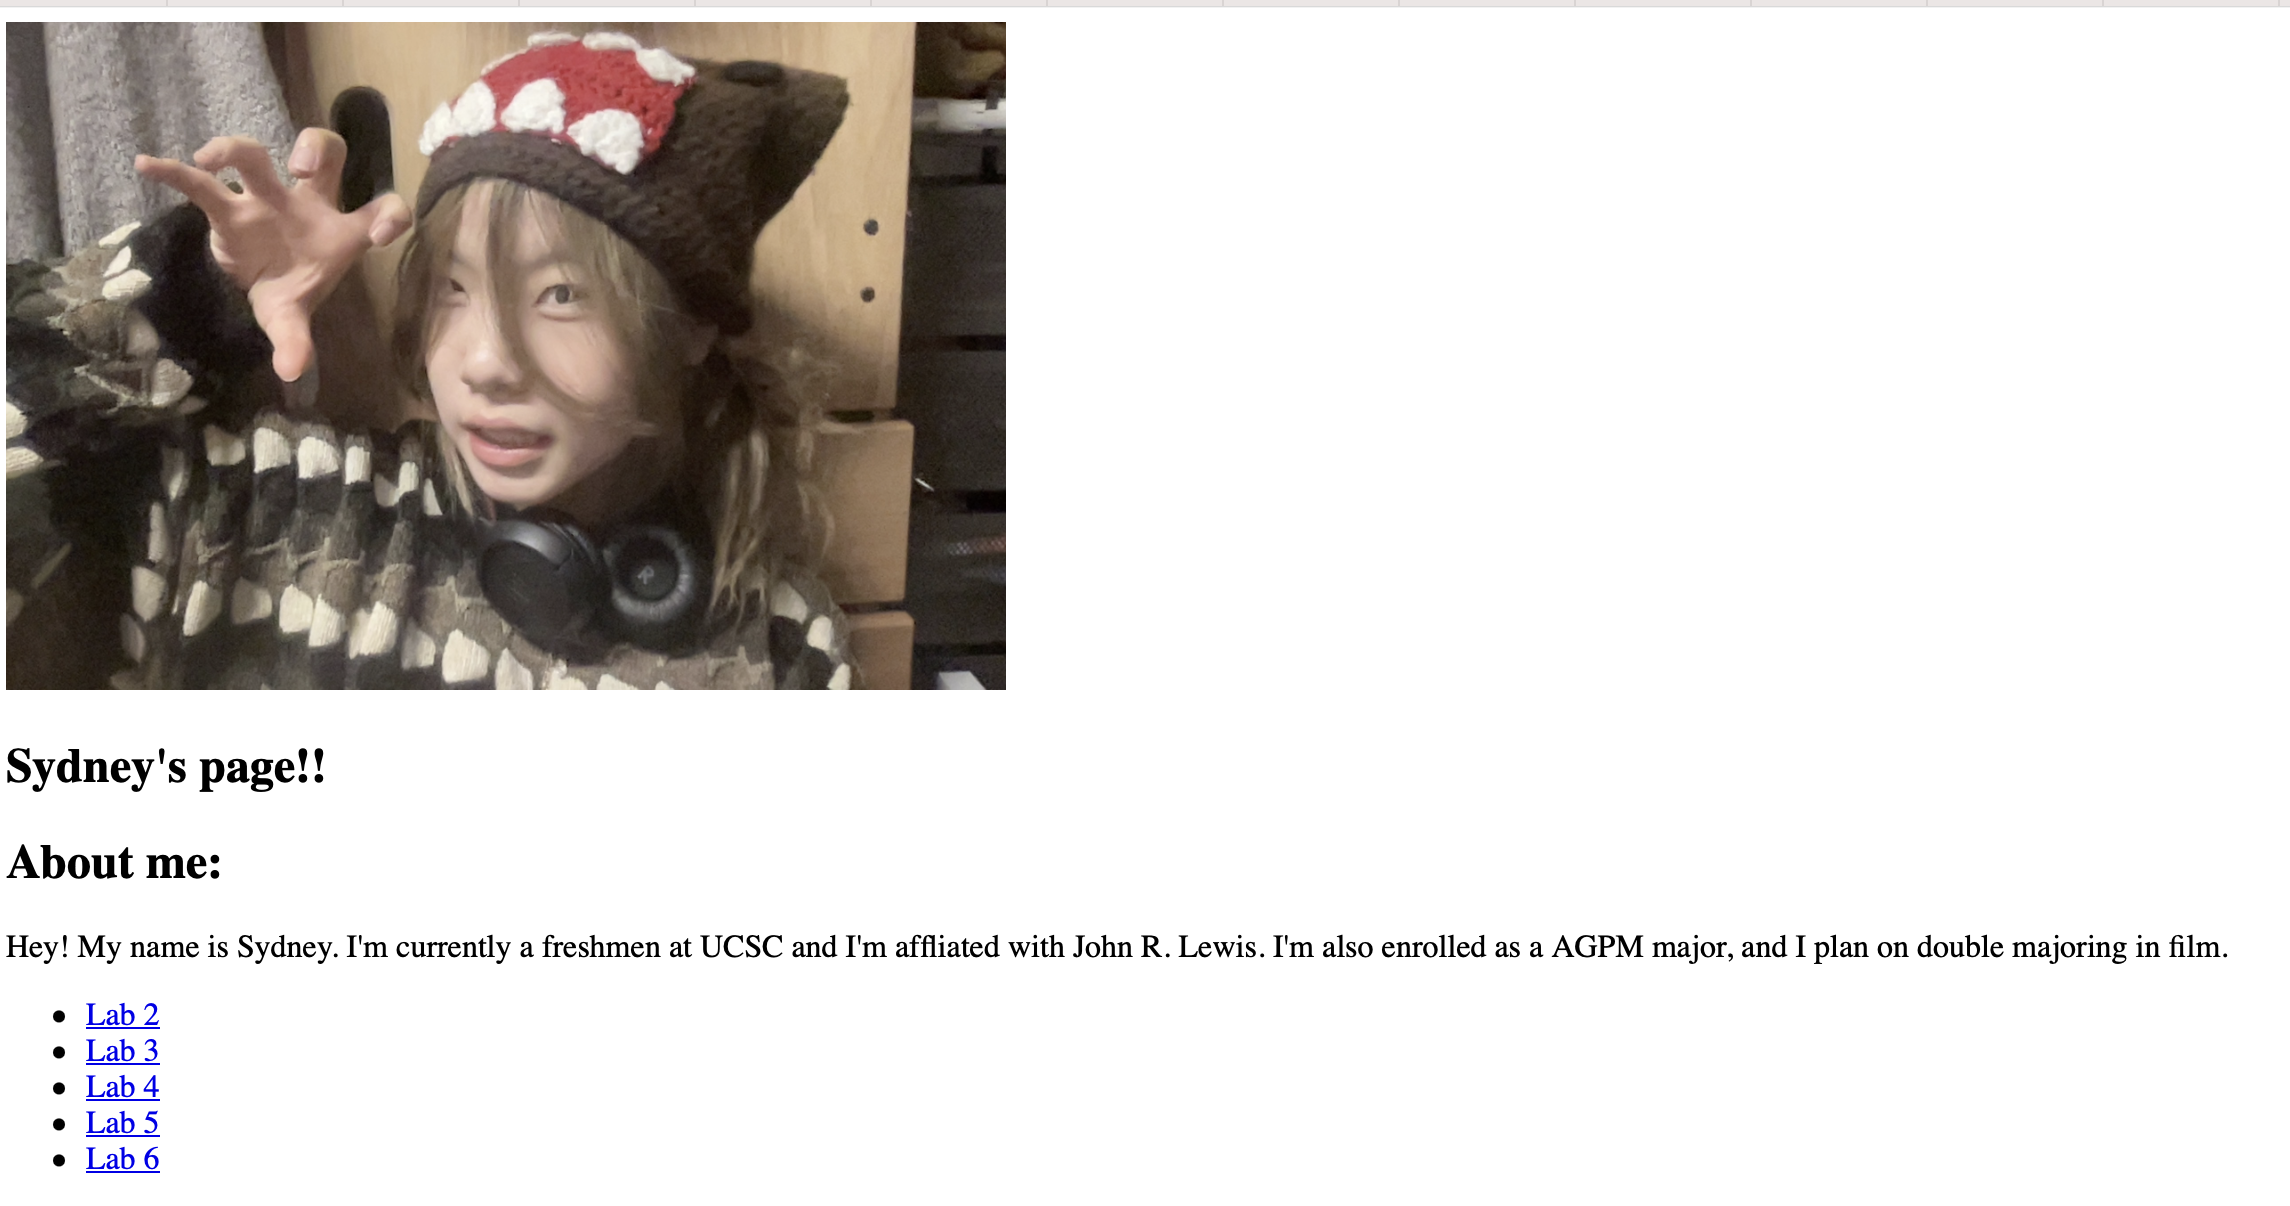 Sydney's page!!
About me:
Hey! My name is Sydney. I'm currently a freshmen at UCSC and I'm affliated with John R. Lewis. I'm also enrolled as a AGPM major, and I plan on double majoring in film.
Lab 2
Lab 3
Lab 4
Lab 5
Lab 6